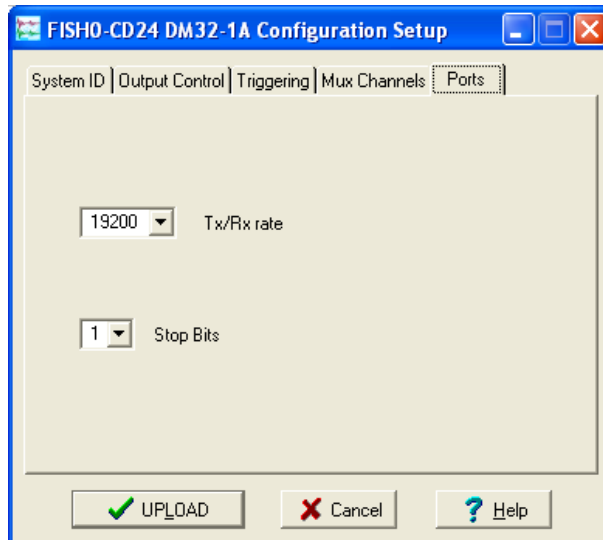 FISH0-CD24 DM32-1A Configuration Setup
System ID Output Control Triggering Mux Channels Ports
19200 Tx/Rx rate
1 Stop Bits
UPLOAD Cancel ? Help